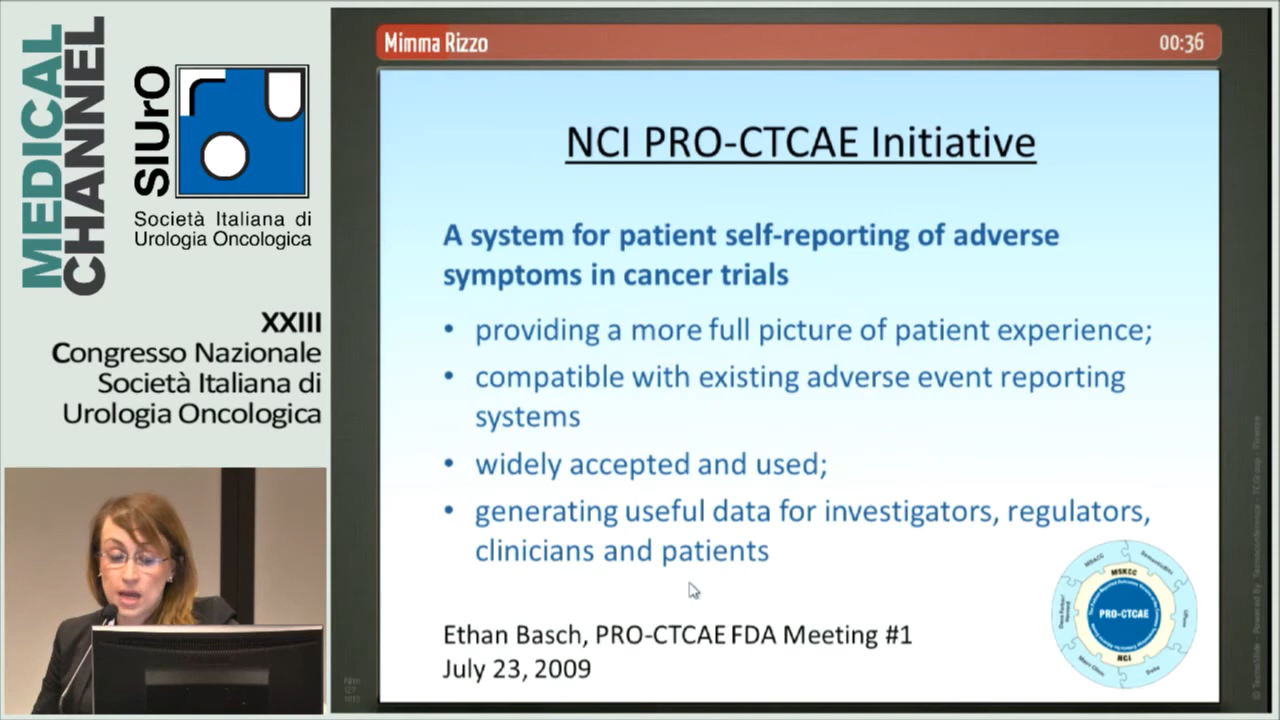 MEDICAL
CHANNEL
SIUrO
Società Italiana di
Urologia Oncologica
XXIII
Congresso Nazionale
Società Italiana di
Urologia Oncologica
Mimma Rizzo
00:36
NCI PRO-CTCAE Initiative
A system for patient self-reporting of adverse
symptoms in cancer trials
• providing a more full picture of patient experience;
• compatible with existing adverse event reporting
systems
• widely accepted and used;
• generating useful data for investigators, regulators,
clinicians and patients
Ethan Basch, PRO-CTCAE FDA Meeting #1
July 23, 2009
MSKCC
PRO-CTCAE
NCI